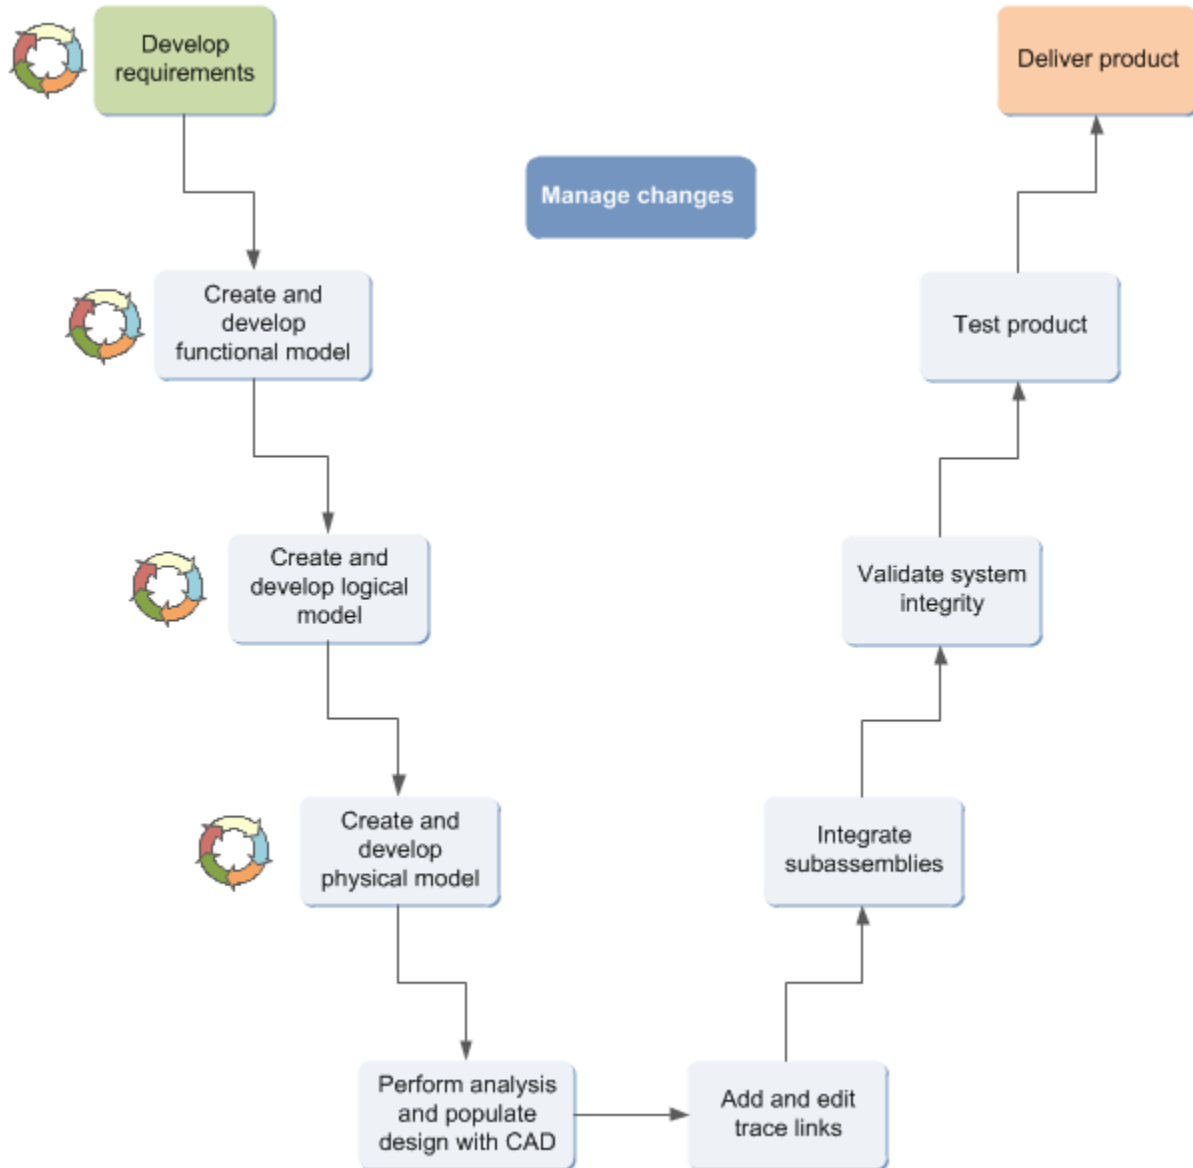 Develop
requirements
Deliver product
Manage changes
Create and
develop
functional model
Test product
Create and
develop logical
model
Validate system
integrity
Create and
develop
physical model
Integrate
subassemblies
Perform analysis
and populate
design with CAD
Add and edit
trace links